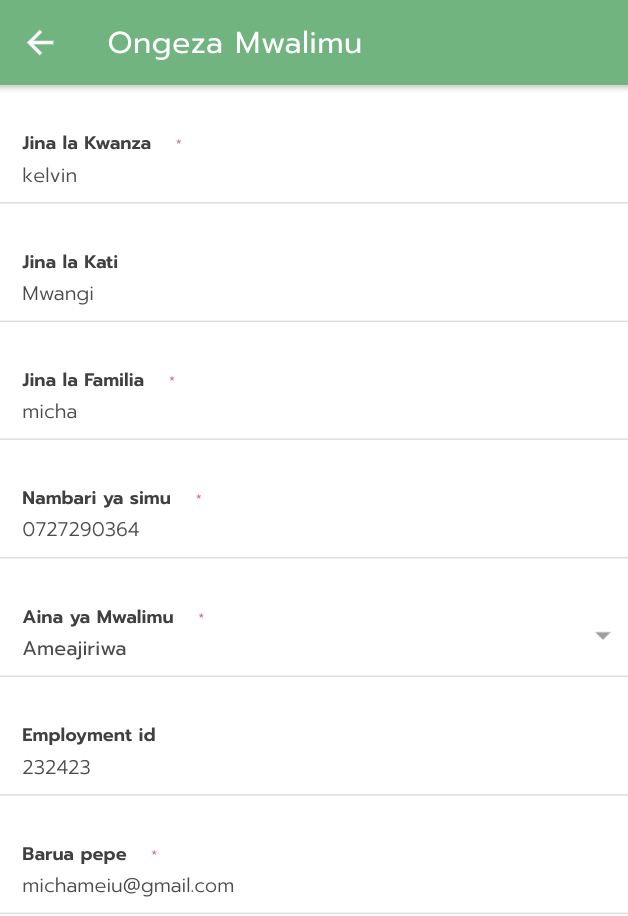 Ongeza Mwalimu
Jina la Kwanza *
kelvin
Jina la Kati
Mwangi
Jina la Familia *
micha
Nambari ya simu *
0727290364
Aina ya Mwalimu *
Ameajiriwa
Employment id
232423
Barua pepe *
michameiu@gmail.com